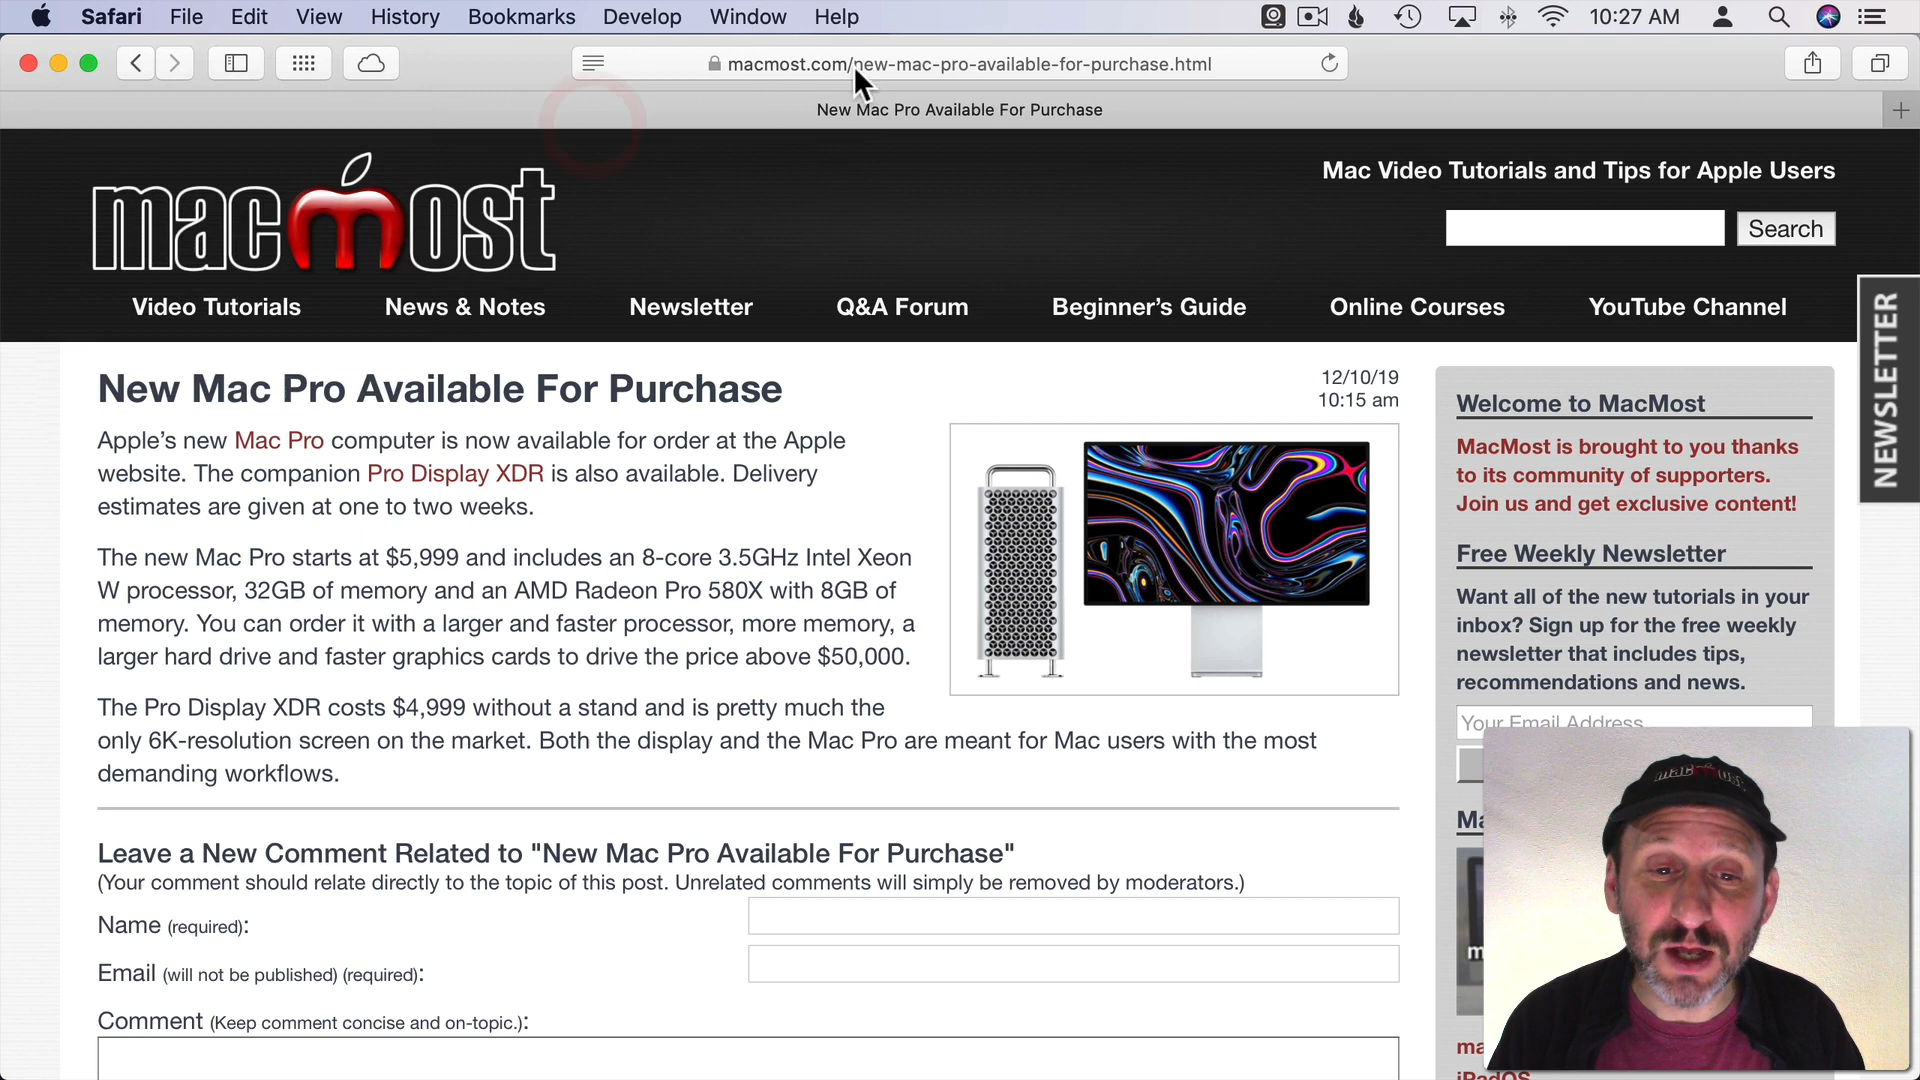 Safari File Edit View History Bookmarks Develop Window Help 10:27 AM
macmost.com/new-mac-pro-available-for-purchase.html
New Mac Pro Available For Purchase
macmost
Mac Video Tutorials and Tips for Apple Users
Search
Video Tutorials News & Notes Newsletter Q&A Forum Beginner's Guide Online Courses YouTube Channel
NEWSLETTER
New Mac Pro Available For Purchase
12/10/19
10:15 am
Apple's new Mac Pro computer is now available for order at the Apple
website. The companion Pro Display XDR is also available. Delivery
estimates are given at one to two weeks.
The new Mac Pro starts at $5,999 and includes an 8-core 3.5GHz Intel Xeon
W processor, 32GB of memory and an AMD Radeon Pro 580X with 8GB of
memory. You can order it with a larger and faster processor, more memory, a
larger hard drive and faster graphics cards to drive the price above $50,000.
The Pro Display XDR costs $4,999 without a stand and is pretty much the
only 6K-resolution screen on the market. Both the display and the Mac Pro are meant for Mac users with the most
demanding workflows.
Leave a New Comment Related to "New Mac Pro Available For Purchase"
(Your comment should relate directly to the topic of this post. Unrelated comments will simply be removed by moderators.)
Name (required):
Email (will not be published) (required):
Comment (Keep comment concise and on-topic.):
Welcome to MacMost
MacMost is brought to you thanks
to its community of supporters.
Join us and get exclusive content!
Free Weekly Newsletter
Want all of the new tutorials in your
inbox? Sign up for the free weekly
newsletter that includes tips,
recommendations and news.
Your Email Address
macmost
iPadOS